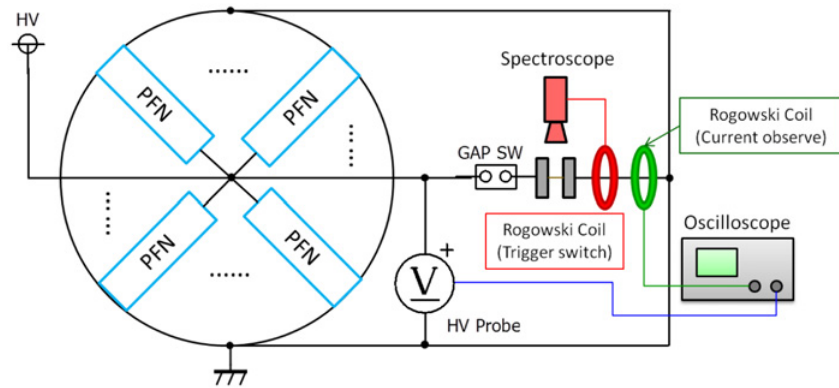 HV
PFN
PFN
PFN
PFN
Spectroscope
GAP SW
Rogowski Coil
(Current observe)
Rogowski Coil
(Trigger switch)
Oscilloscope
+
V
HV Probe